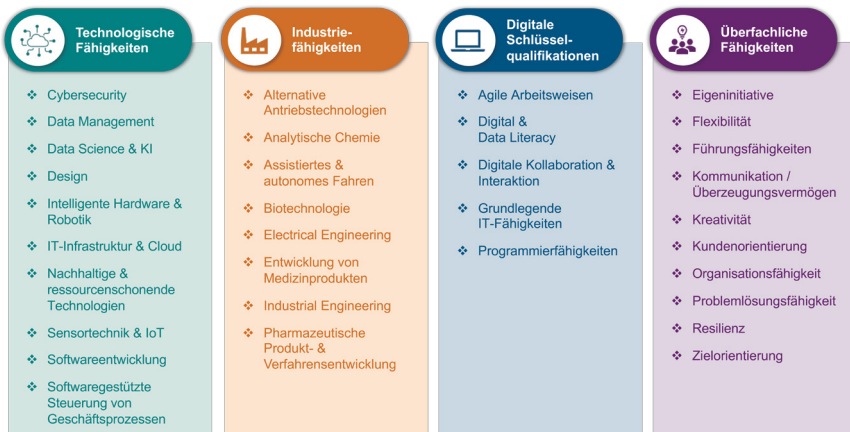 Technologische
Fähigkeiten
Cybersecurity
Data Management
Data Science & KI
Design
Intelligente Hardware &
Robotik
IT-Infrastruktur & Cloud
Nachhaltige &
ressourcenschonende
Technologien
Sensortechnik & IoT
Softwareentwicklung
Softwaregestützte
Steuerung von
Geschäftsprozessen
Industrie-
fähigkeiten
Alternative
Antriebstechnologien
Analytische Chemie
Assistiertes &
autonomes Fahren
Biotechnologie
Electrical Engineering
Entwicklung von
Medizinprodukten
Industrial Engineering
Pharmazeutische
Produkt- &
Verfahrensentwicklung
Digitale
Schlüssel-
qualifikationen
Agile Arbeitsweisen
Digital &
Data Literacy
Digitale Kollaboration &
Interaktion
Grundlegende
IT-Fähigkeiten
Programmierfähigkeiten
Überfachliche
Fähigkeiten
Eigeninitiative
Flexibilität
Führungsfähigkeiten
Kommunikation /
Überzeugungsvermögen
Kreativität
Kundenorientierung
Organisationsfähigkeit
Problemlösungsfähigkeit
Resilienz
Zielorientierung